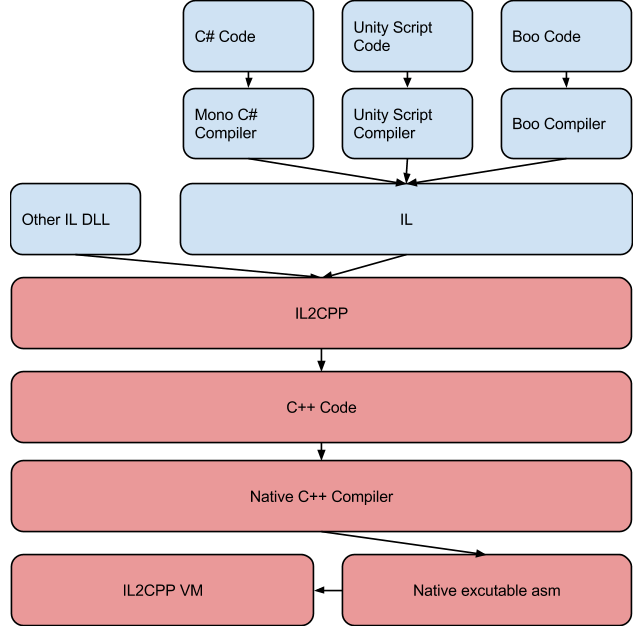 C# Code
Unity Script
Code
Boo Code
Mono C#
Compiler
Unity Script
Compiler
Boo Compiler
Other IL DLL
IL
IL2CPP
C++ Code
Native C++ Compiler
IL2CPP VM
Native excutable asm